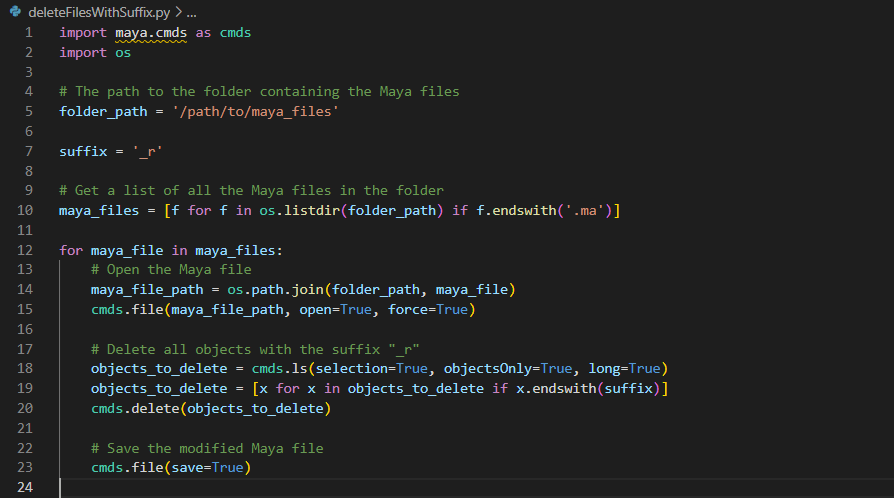 deleteFilesWithSuffix.py > ...
1 import maya.cmds as cmds
2 import os
3
4 # The path to the folder containing the Maya files
5 folder_path = '/path/to/maya_files'
6
7 suffix = '_r'
8
9 # Get a list of all the Maya files in the folder
10 maya_files = [f for f in os.listdir(folder_path) if f.endswith('.ma')]
11
12 for maya_file in maya_files:
13     # Open the Maya file
14     maya_file_path = os.path.join(folder_path, maya_file)
15     cmds.file(maya_file_path, open=True, force=True)
16
17     # Delete all objects with the suffix "_r"
18     objects_to_delete = cmds.ls(selection=True, objectsOnly=True, long=True)
19     objects_to_delete = [x for x in objects_to_delete if x.endswith(suffix)]
20     cmds.delete(objects_to_delete)
21
22     # Save the modified Maya file
23     cmds.file(save=True)
24